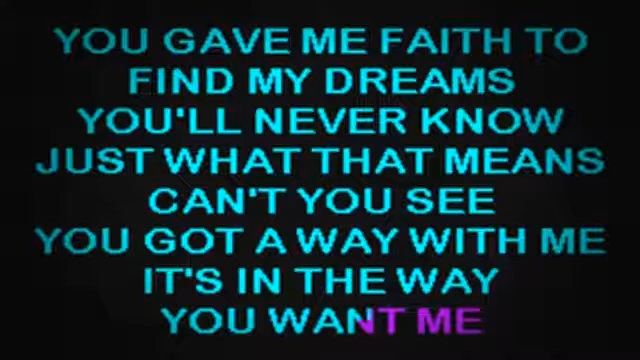 YOU GAVE ME FAITH TO
FIND MY DREAMS
YOU'LL NEVER KNOW
JUST WHAT THAT MEANS
CAN'T YOU SEE
YOU GOT A WAY WITH ME
IT'S IN THE WAY
YOU WANT ME